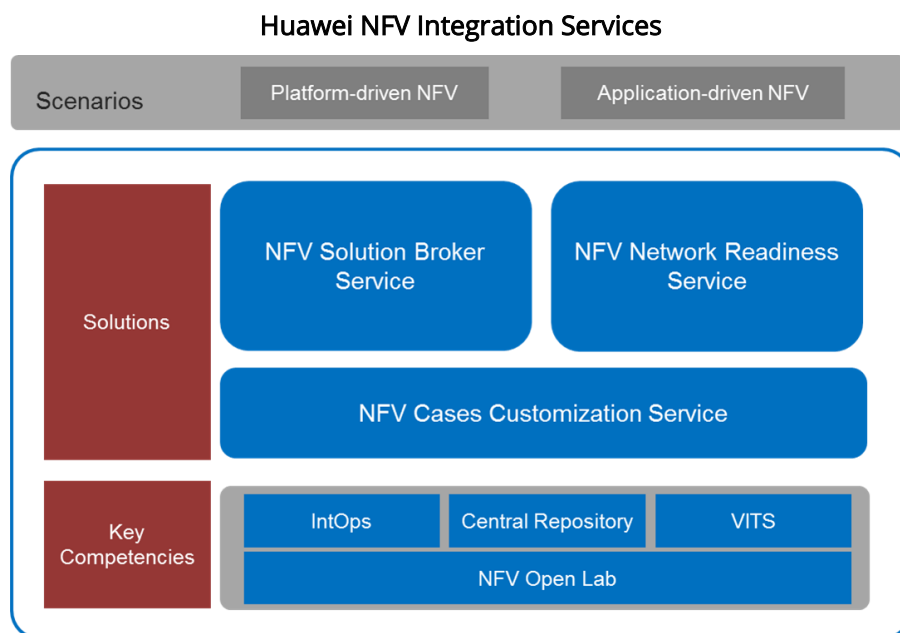 Huawei NFV Integration Services
Scenarios
Platform-driven NFV
Application-driven NFV
Solutions
NFV Solution Broker
Service
NFV Network Readiness
Service
NFV Cases Customization Service
Key
Competencies
IntOps
Central Repository
VITS
NFV Open Lab